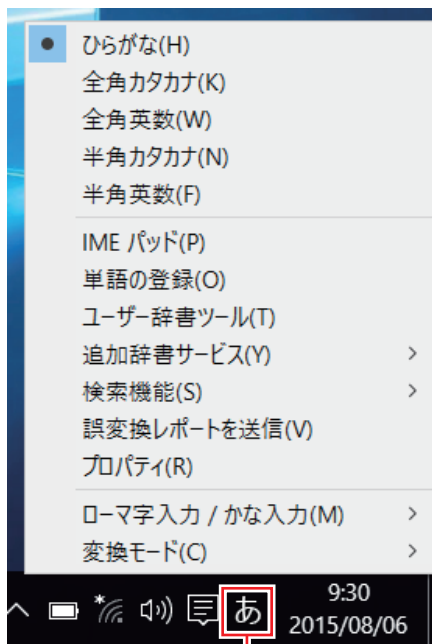 ひらがな(H)
全角カタカナ(K)
全角英数(W)
半角カタカナ(N)
半角英数(F)
IME パッド(P)
単語の登録(O)
ユーザー辞書ツール(T)
追加辞書サービス(Y)
検索機能(S)
誤変換レポートを送信(V)
プロパティ(R)
ローマ字入力 / かな入力(M)
変換モード(C)
あ
9:30
2015/08/06